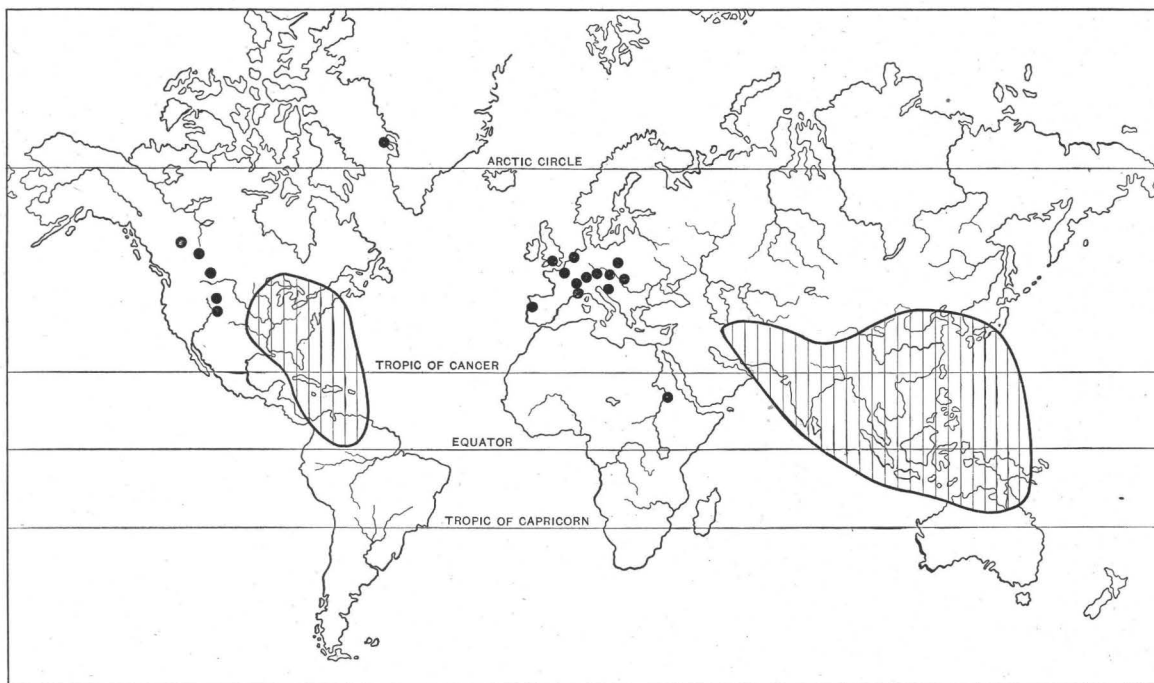 ARCTIC CIRCLE
TROPIC OF CANCER
EQUATOR
TROPIC OF CAPRICORN